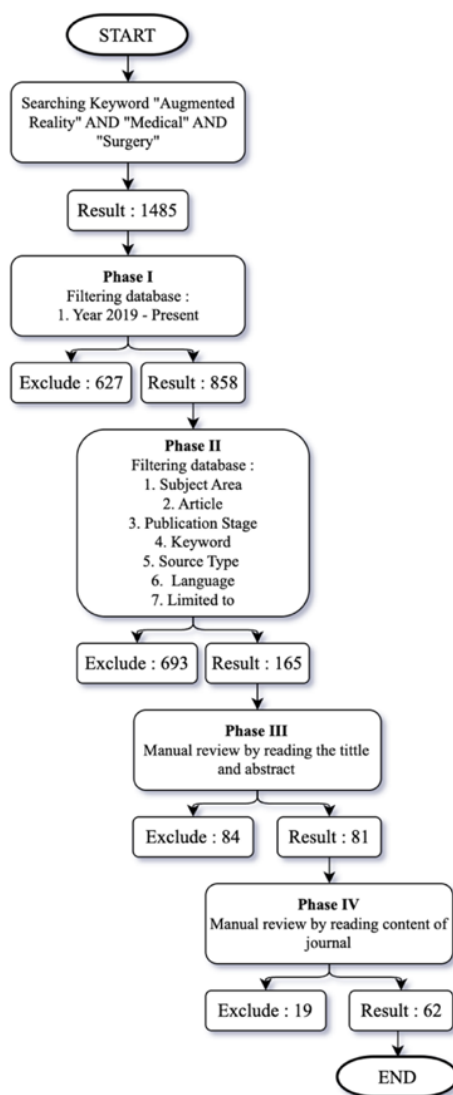 START
Searching Keyword "Augmented
Reality" AND "Medical" AND
"Surgery"
Result : 1485
Phase I
Filtering database :
1. Year 2019 - Present
Exclude : 627
Result : 858
Phase II
Filtering database :
1. Subject Area
2. Article
3. Publication Stage
4. Keyword
5. Source Type
6. Language
7. Limited to
Exclude : 693
Result : 165
Phase III
Manual review by reading the tittle
and abstract
Exclude : 84
Result : 81
Phase IV
Manual review by reading content of
journal
Exclude : 19
Result : 62
END